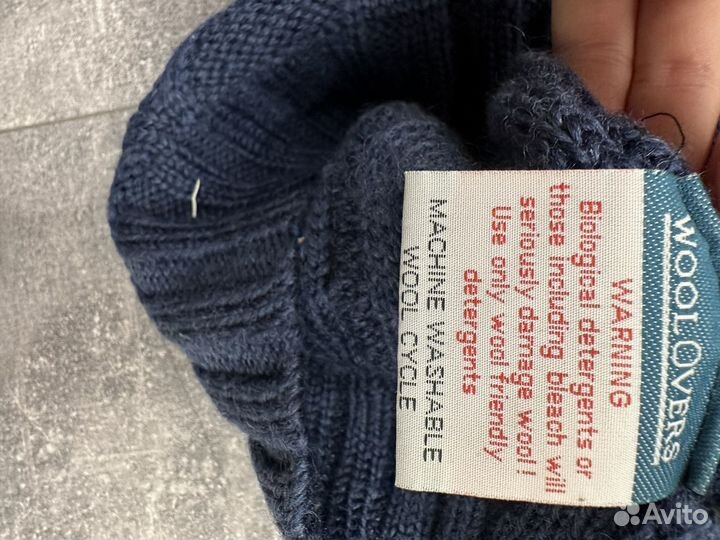 WOOLOVERS
WARNING
Biological detergents or
those including bleach will
seriously damage wool!
Use only wool friendly
detergents
MACHINE WASHABLE
WOOL CYCLE
Avito